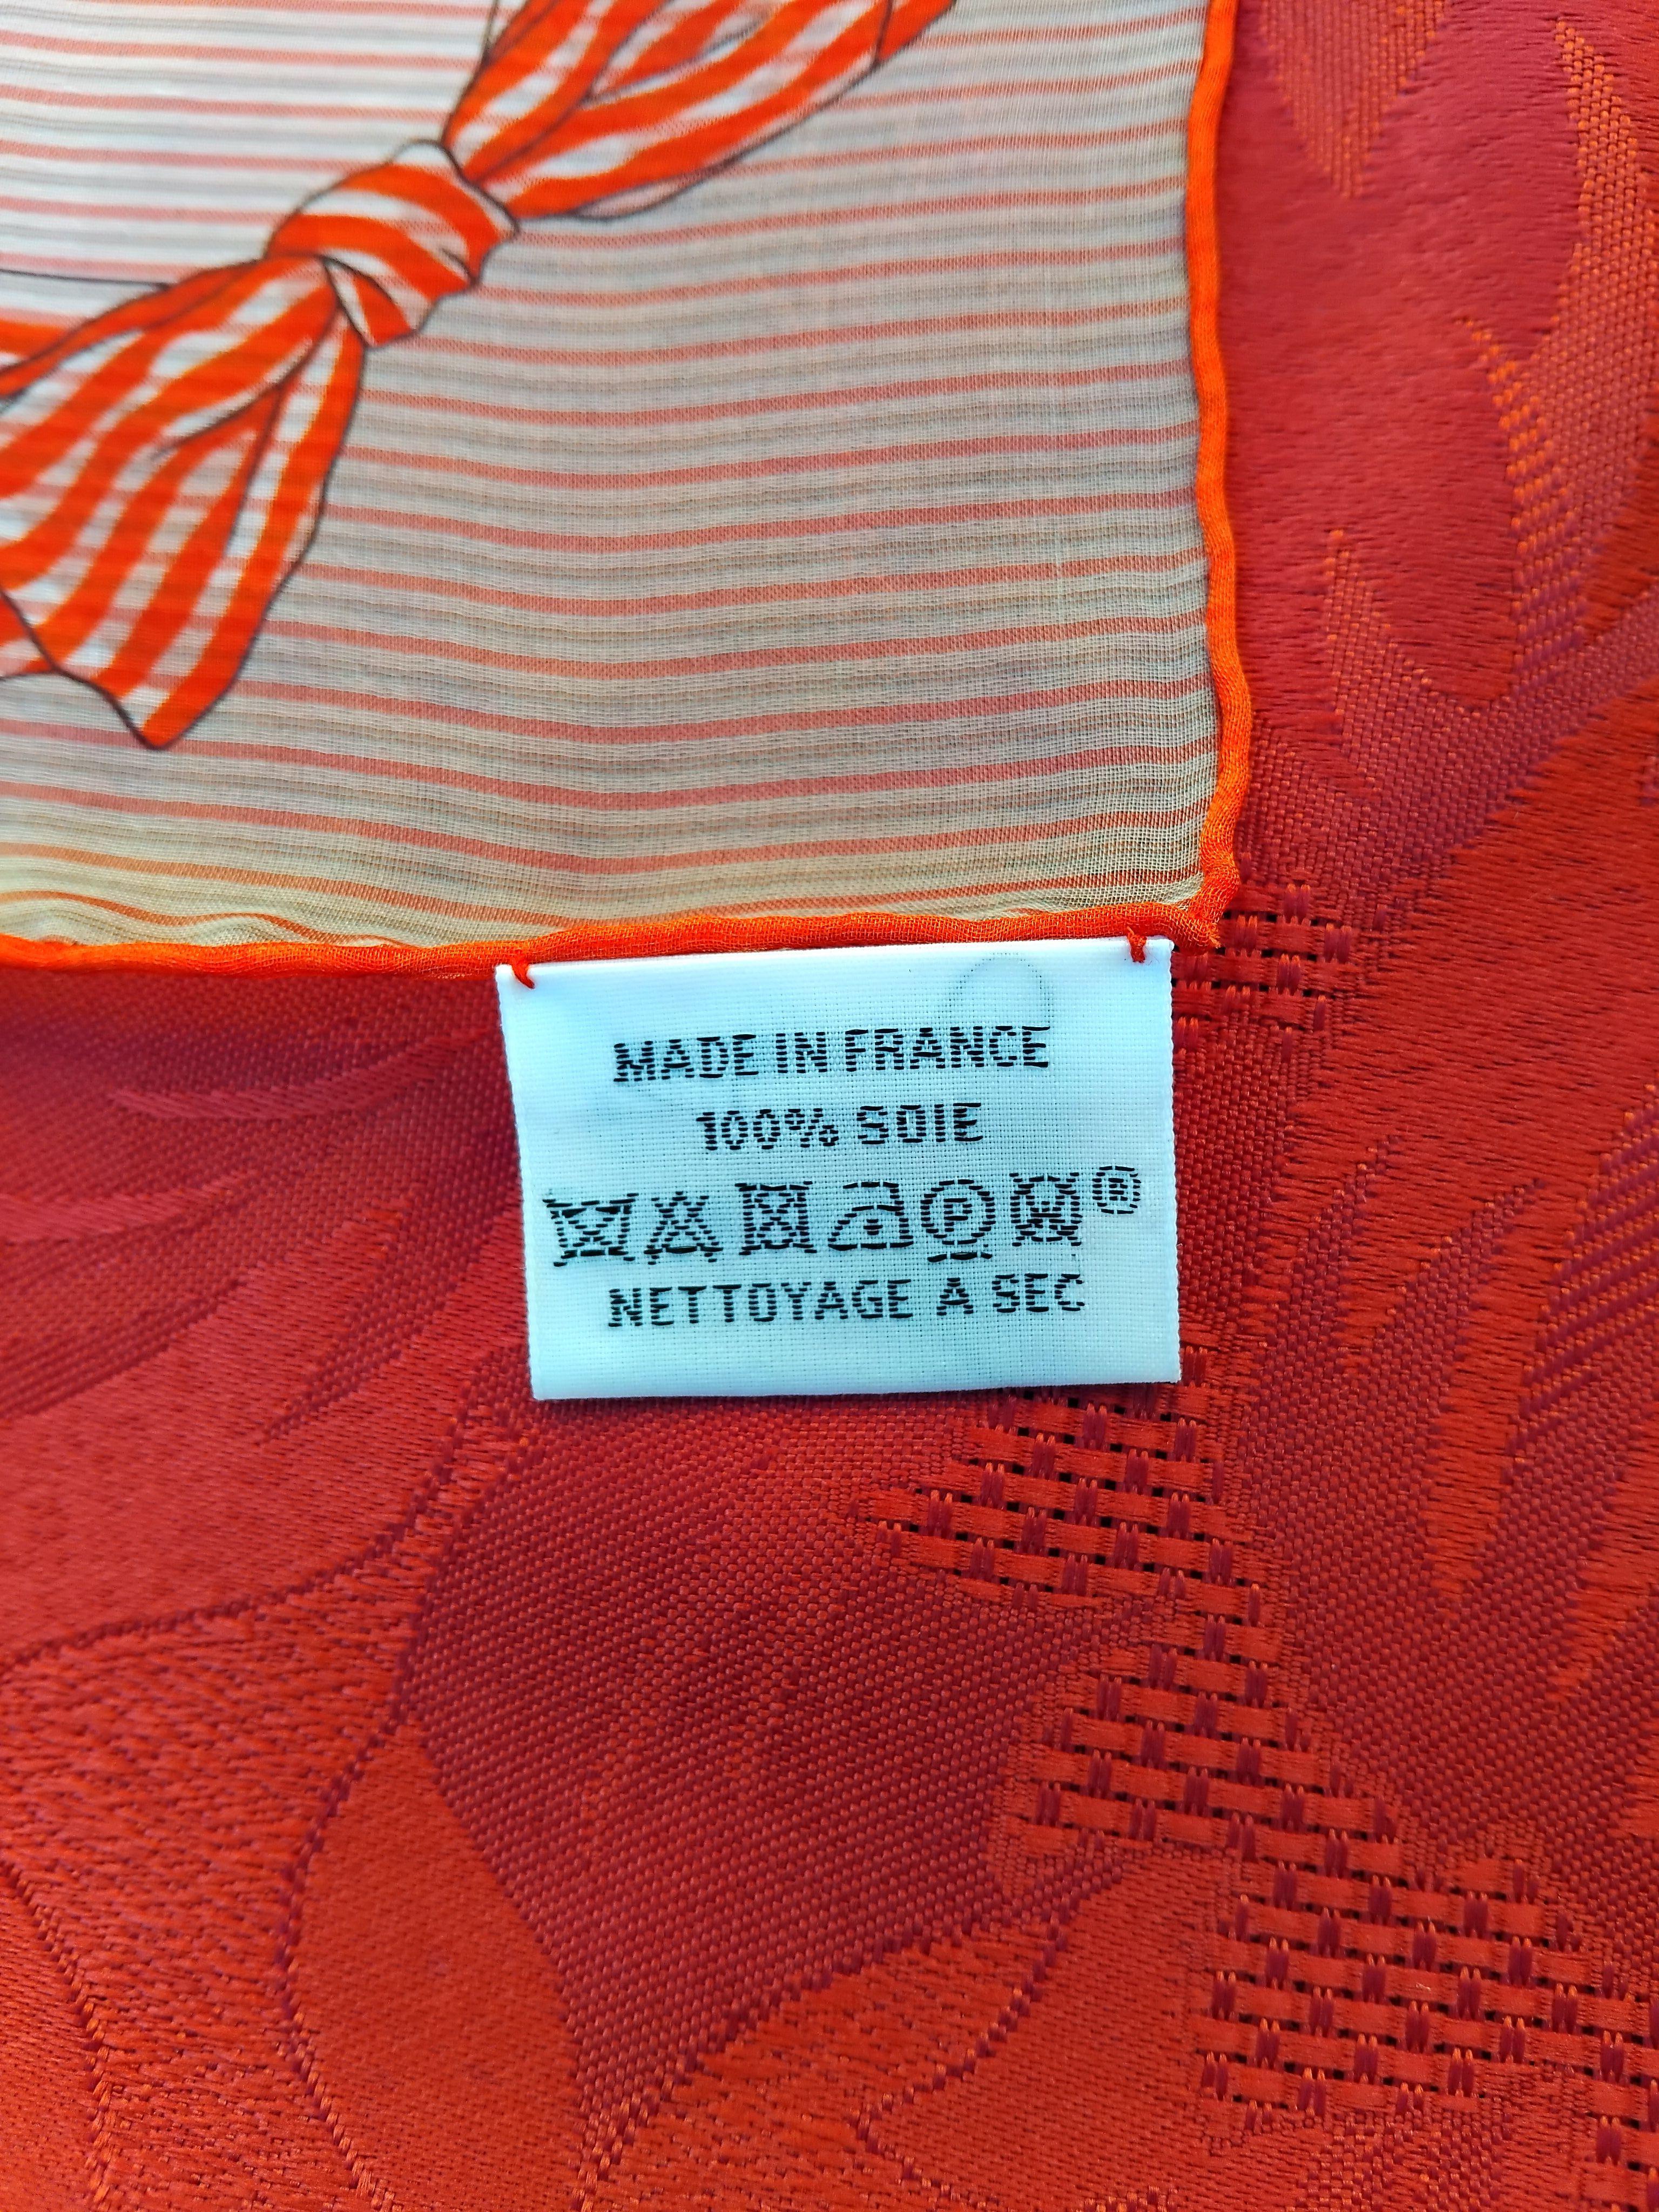 MADE IN FRANCE
100% SOIE
P W ®
NETTOYAGE A SEC